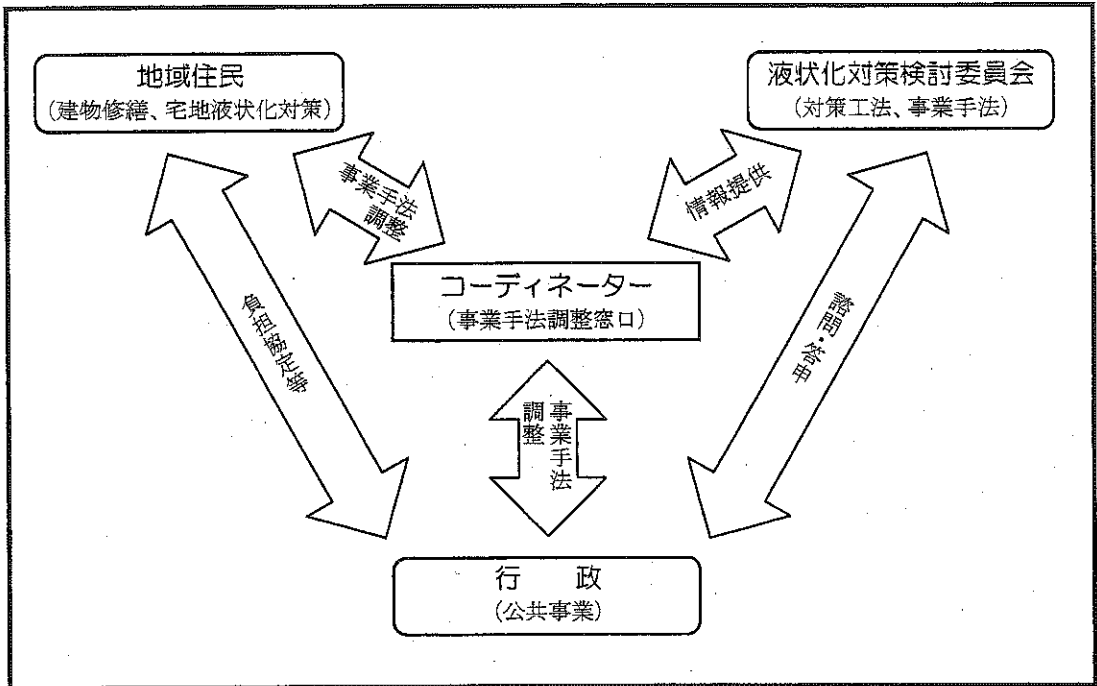 地域住民
(建物修繕、宅地液状化対策)
液状化対策検討委員会
(対策工法、事業手法)
事業手法
調整
情報提供
コーディネーター
(事業手法調整窓口)
負担協定等
諮問・答申
事業手法
調整
行　政
(公共事業)